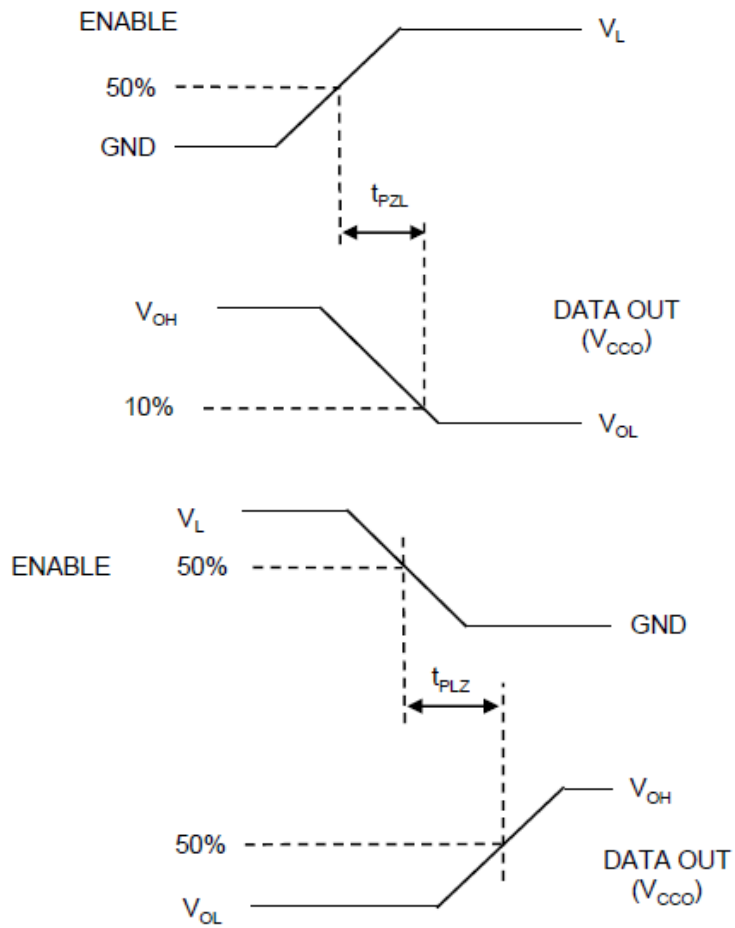 ENABLE
V_L
50%
GND
t_PZL
V_OH
DATA OUT
(V_CCO)
10%
V_OL
V_L
ENABLE 50%
GND
t_PLZ
V_OH
50%
DATA OUT
(V_CCO)
V_OL